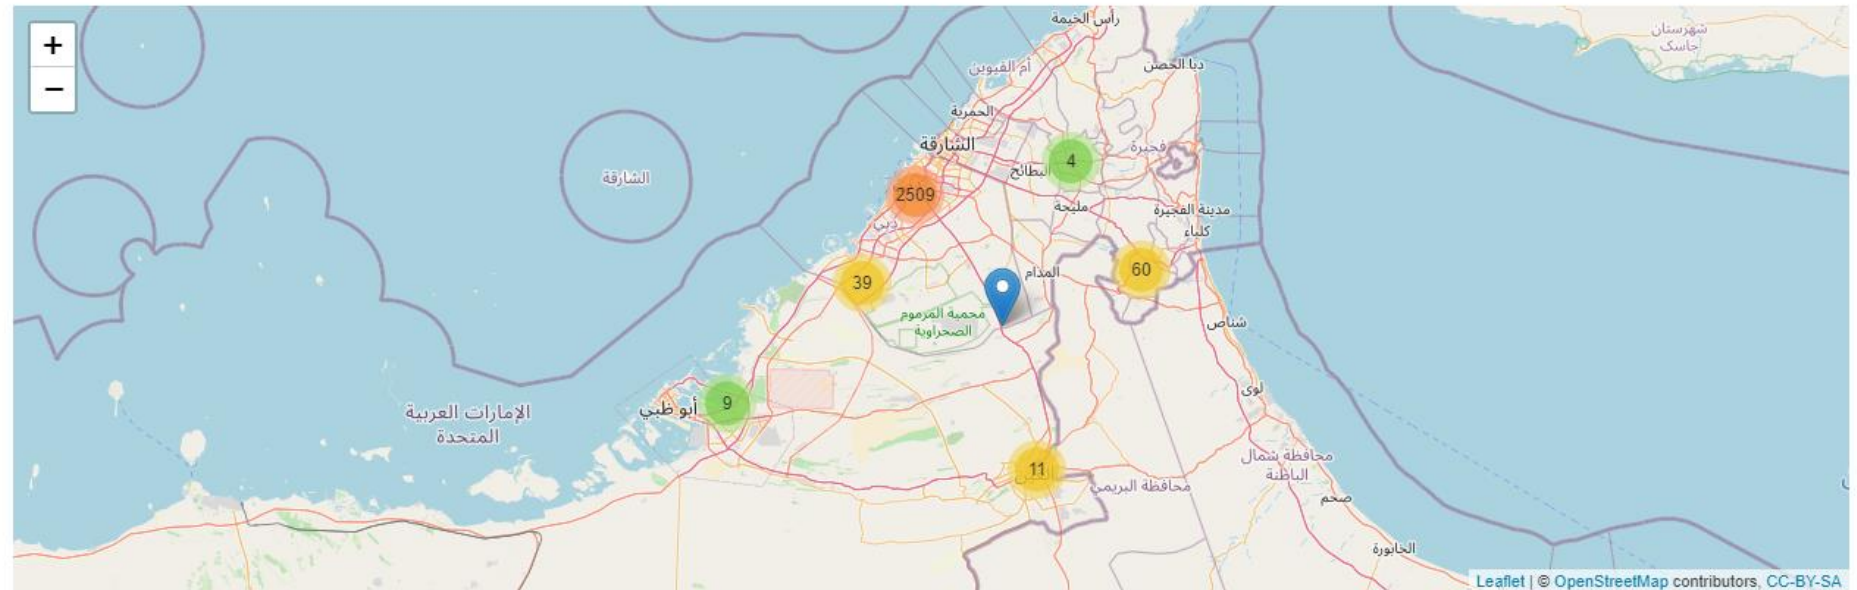 +
−
رأس الخيمة
شهرستان
جاسک
دبا الحصن
أم القيوين
الحمرية
الشارقة
فجيرة
4
البطائح
الشارقة
2509
مليحة
مدينة الفجيرة
كلباء
دبي
المدام
60
39
محمية المرموم
الصحراوية
شناص
لوى
9
أبو ظبي
الإمارات العربية
المتحدة
محافظة شمال
الباطنة
11
محافظة البريمي
صحم
الخابورة
Leaflet | © OpenStreetMap contributors, CC-BY-SA